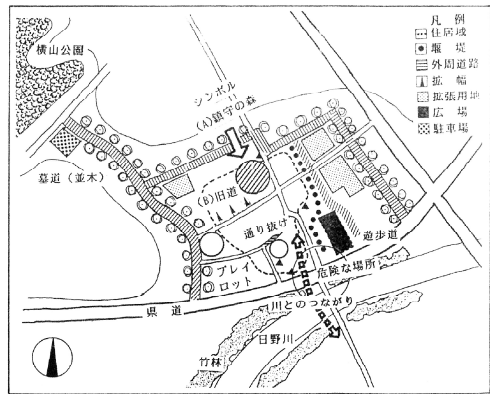 凡例
住居域
堰堤
外周道路
拡幅
拡張用地
広場
駐車場
横山公園
シンボル
(A)鎮守の森
墓道(並木)
(B)旧道
通り抜け
遊歩道
危険な場所
プレイ
ロット
川とのつながり
県道
日野川
竹林